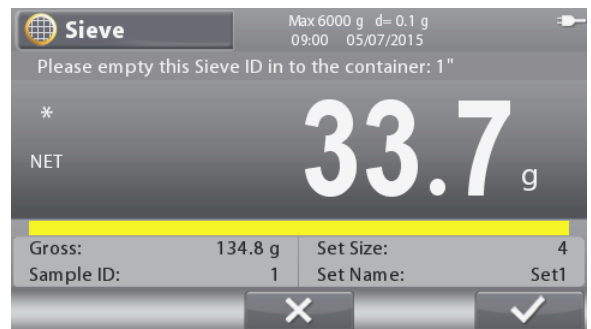 Sieve
Max 6000 g d= 0.1 g
09:00 05/07/2015
Please empty this Sieve ID in to the container: 1"
*
NET
33.7 g
Gross: 134.8 g Set Size: 4
Sample ID: 1 Set Name: Set1